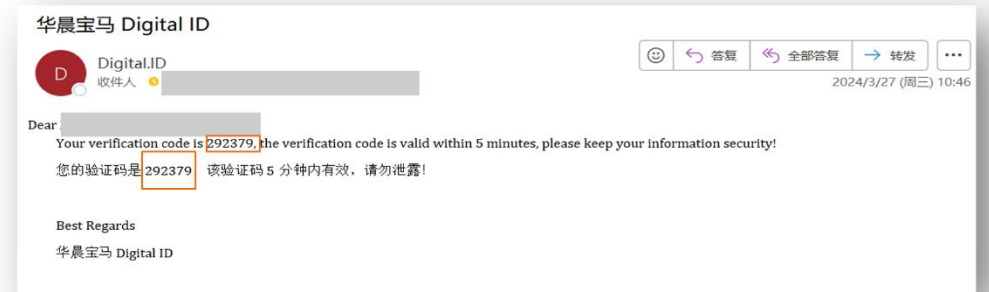 华晨宝马 Digital ID
D
Digital.ID
收件人
答复
全部答复
转发
2024/3/27 (周三) 10:46
Dear
Your verification code is 292379, the verification code is valid within 5 minutes, please keep your information security!
您的验证码是 292379 该验证码 5 分钟内有效，请勿泄露！
Best Regards
华晨宝马 Digital ID